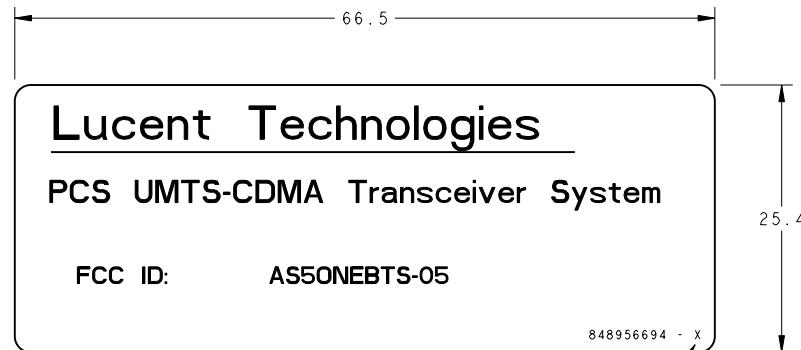 66.5
Lucent Technologies
PCS UMTS-CDMA Transceiver System
25.4
FCC ID: AS5ONEBTS-05
848956694 - X